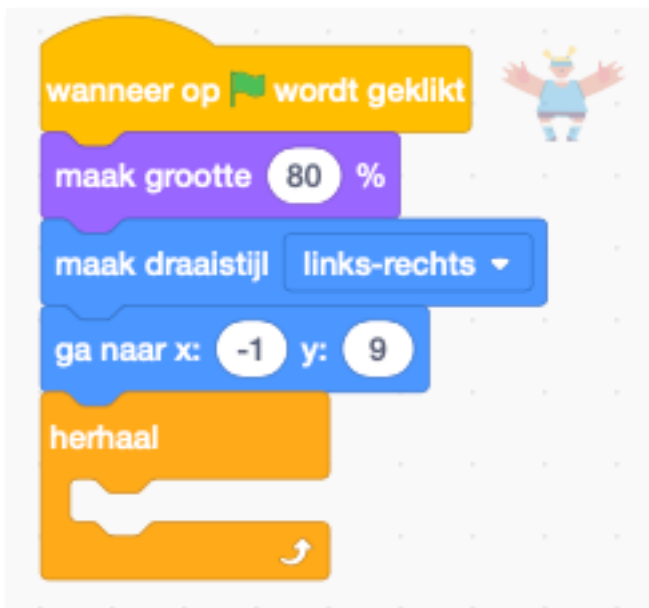 wanneer op wordt geklikt
maak grootte 80 %
maak draaistijl links-rechts
ga naar x: -1 y: 9
herhaal